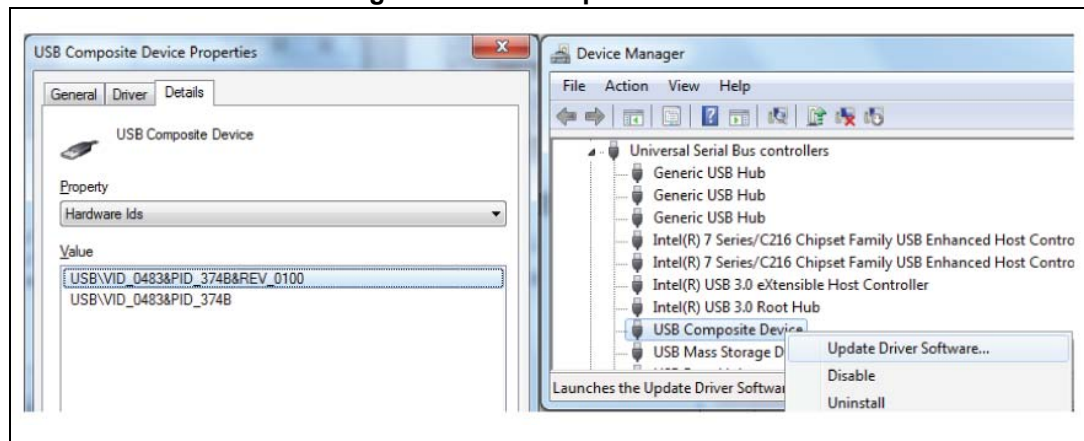 USB Composite Device Properties
General Driver Details
USB Composite Device
Property
Hardware Ids
Value
USB\VID_0483&PID_374B&REV_0100
USB\VID_0483&PID_374B
Device Manager
File Action View Help
Universal Serial Bus controllers
Generic USB Hub
Generic USB Hub
Generic USB Hub
Intel(R) 7 Series/C216 Chipset Family USB Enhanced Host Contro
Intel(R) 7 Series/C216 Chipset Family USB Enhanced Host Contro
Intel(R) USB 3.0 eXtensible Host Controller
Intel(R) USB 3.0 Root Hub
USB Composite Device
USB Mass Storage D
Launches the Update Driver Softwa
Update Driver Software...
Disable
Uninstall